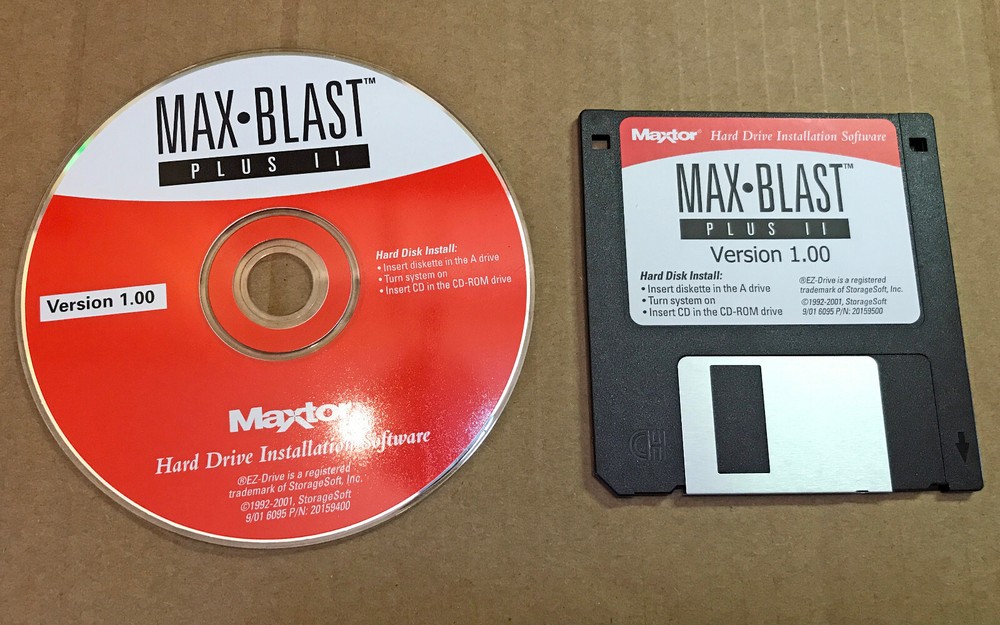 MAX•BLAST™
PLUS II
Hard Disk Install:
• Insert diskette in the A drive
• Turn system on
• Insert CD in the CD-ROM drive
Version 1.00
Maxtor
Hard Drive Installation Software
®EZ-Drive is a registered
trademark of StorageSoft, Inc.
©1992-2001, StorageSoft
9/01 6095 P/N: 20159400
Maxtor® Hard Drive Installation Software
MAX•BLAST™
PLUS II
Version 1.00
Hard Disk Install:
• Insert diskette in the A drive
• Turn system on
• Insert CD in the CD-ROM drive
®EZ-Drive is a registered
trademark of StorageSoft, Inc.
©1992-2001, StorageSoft
9/01 6095 P/N: 20159500